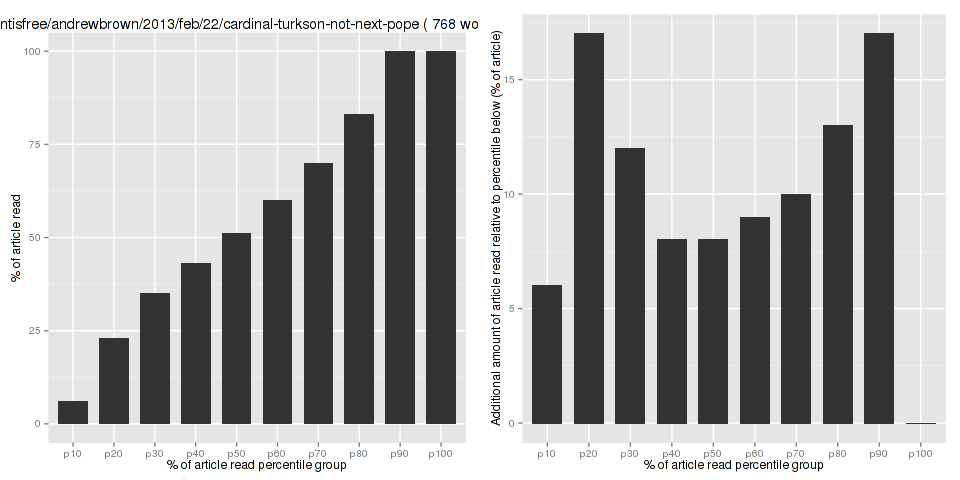 ntisfree/andrewbrown/2013/feb/22/cardinal-turkson-not-next-pope ( 768 wo
100
75
50
25
0
% of article read
p10 p20 p30 p40 p50 p60 p70 p80 p90 p100
% of article read percentile group
15
10
5
0
Additional amount of article read relative to percentile below (% of article)
p10 p20 p30 p40 p50 p60 p70 p80 p90 p100
% of article read percentile group